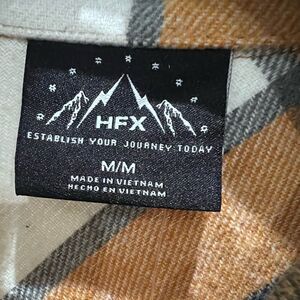 HFX
ESTABLISH YOUR JOURNEY TODAY
M/M
MADE IN VIETNAM
HECHO EN VIETNAM